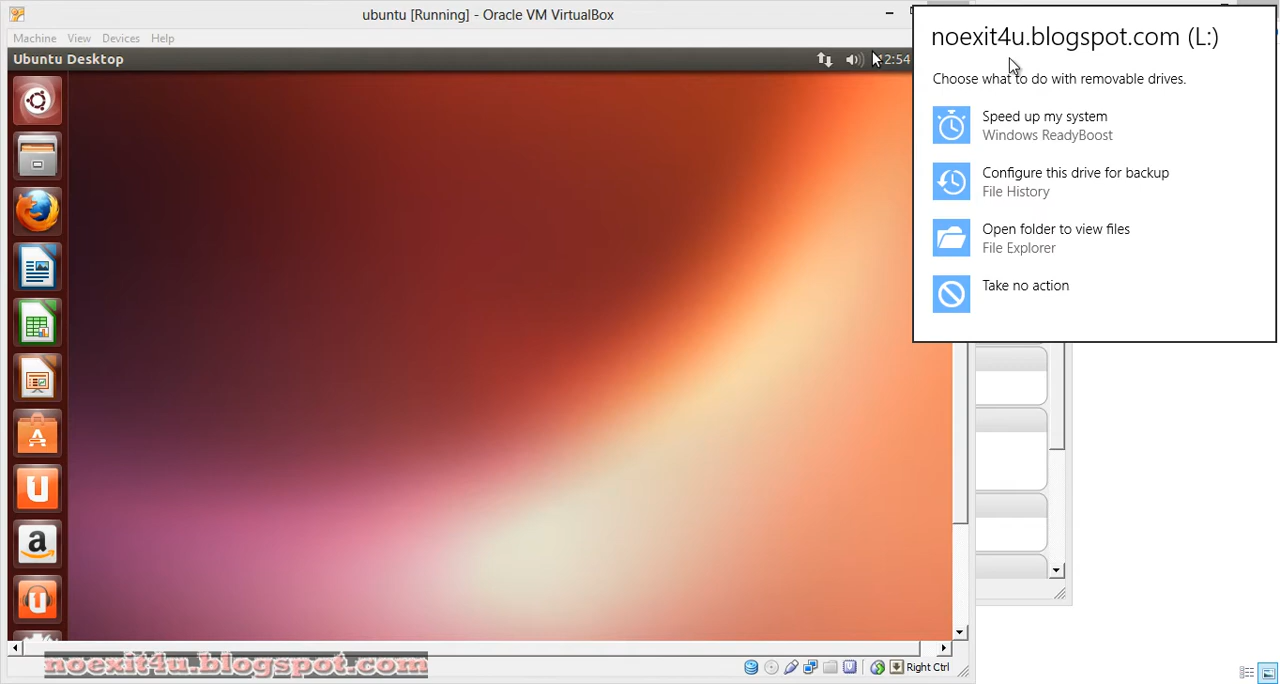 ubuntu [Running] - Oracle VM VirtualBox
Machine View Devices Help
Ubuntu Desktop
2:54
noexit4u.blogspot.com (L:)
Choose what to do with removable drives.
Speed up my system
Windows ReadyBoost
Configure this drive for backup
File History
Open folder to view files
File Explorer
Take no action
noexit4u.blogspot.com
Right Ctrl